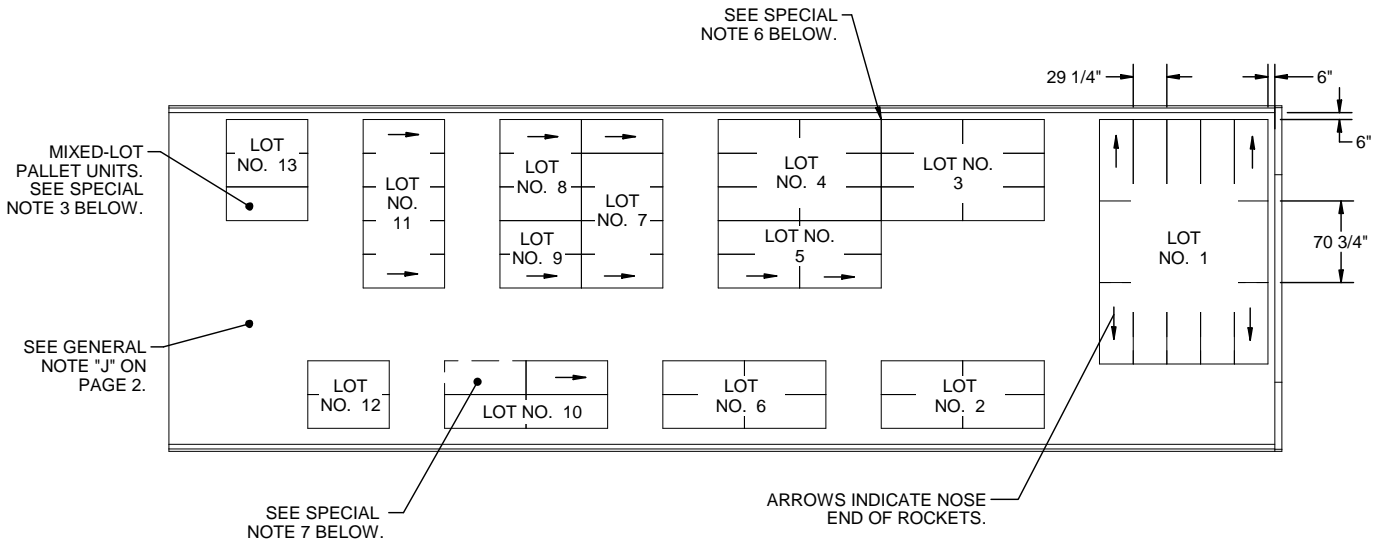 SEE SPECIAL
NOTE 6 BELOW.
29 1/4"
6"
6"
MIXED-LOT
PALLET UNITS.
SEE SPECIAL
NOTE 3 BELOW.
LOT
NO. 13
LOT
NO.
11
LOT
NO. 8
LOT
NO. 7
LOT
NO. 9
LOT
NO. 4
LOT NO.
3
LOT NO.
5
LOT
NO. 1
70 3/4"
SEE GENERAL
NOTE "J" ON
PAGE 2.
LOT
NO. 12
LOT NO. 10
LOT
NO. 6
LOT
NO. 2
SEE SPECIAL
NOTE 7 BELOW.
ARROWS INDICATE NOSE
END OF ROCKETS.